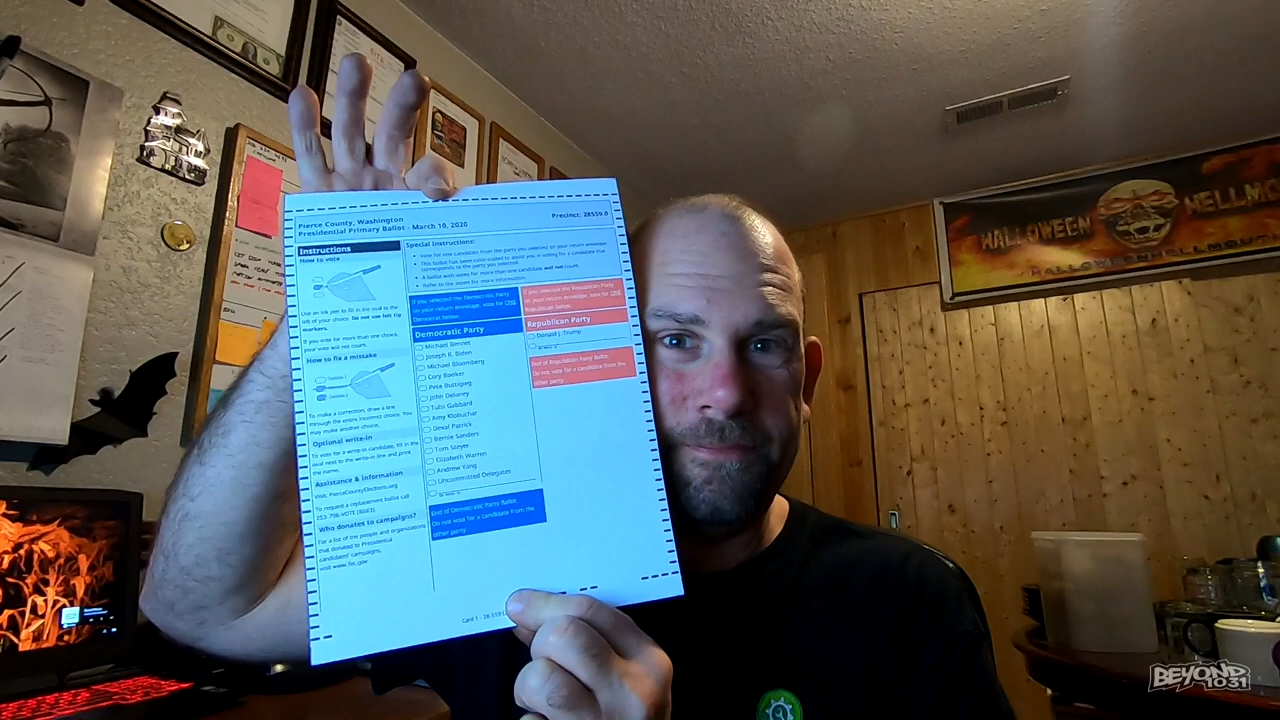 Pierce County, Washington
Presidential Primary Ballot - March 10, 2020
Precinct: 28559.0
Instructions
How to vote
Use an ink pen to fill in the oval to the
left of your choice. Do not use felt tip
markers.
If you vote for more than one choice,
your vote will not count.
How to fix a mistake
To make a correction, draw a line
through the entire incorrect choice. You
may make another choice.
Optional write-in
To vote for a write-in candidate, fill in the
oval next to the write-in line and print
the name.
Assistance & information
Visit: PierceCountyElections.org
To request a replacement ballot call
253-798-VOTE (8683).
Who donates to campaigns?
For a list of the people and organizations
that donated to Presidential
candidates' campaigns,
visit www.fec.gov
Special Instructions:
• Vote for one candidate from the party you selected on your return envelope.
• This ballot has been color-coded to assist you in voting for a Candidate that
corresponds to the party you selected.
• A ballot with votes for more than one candidate will not count.
• Refer to the insert for more information.
If you selected the Democratic Party
on your return envelope, vote for ONE
Democrat below.
Democratic Party
Michael Bennet
Joseph R. Biden
Michael Bloomberg
Cory Booker
Pete Buttigieg
John Delaney
Tulsi Gabbard
Amy Klobuchar
Deval Patrick
Bernie Sanders
Tom Steyer
Elizabeth Warren
Andrew Yang
Uncommitted Delegates
End of Democratic Party Ballot.
Do not vote for a candidate from the
other party.
If you selected the Republican Party
on your return envelope, vote for ONE
Republican below.
Republican Party
Donald J. Trump
End of Republican Party Ballot.
Do not vote for a candidate from the
other party.
Card 1 -
HALLOWEEN HELLMO
HALLOWEENHELLMOUTH
BEYOND
1031